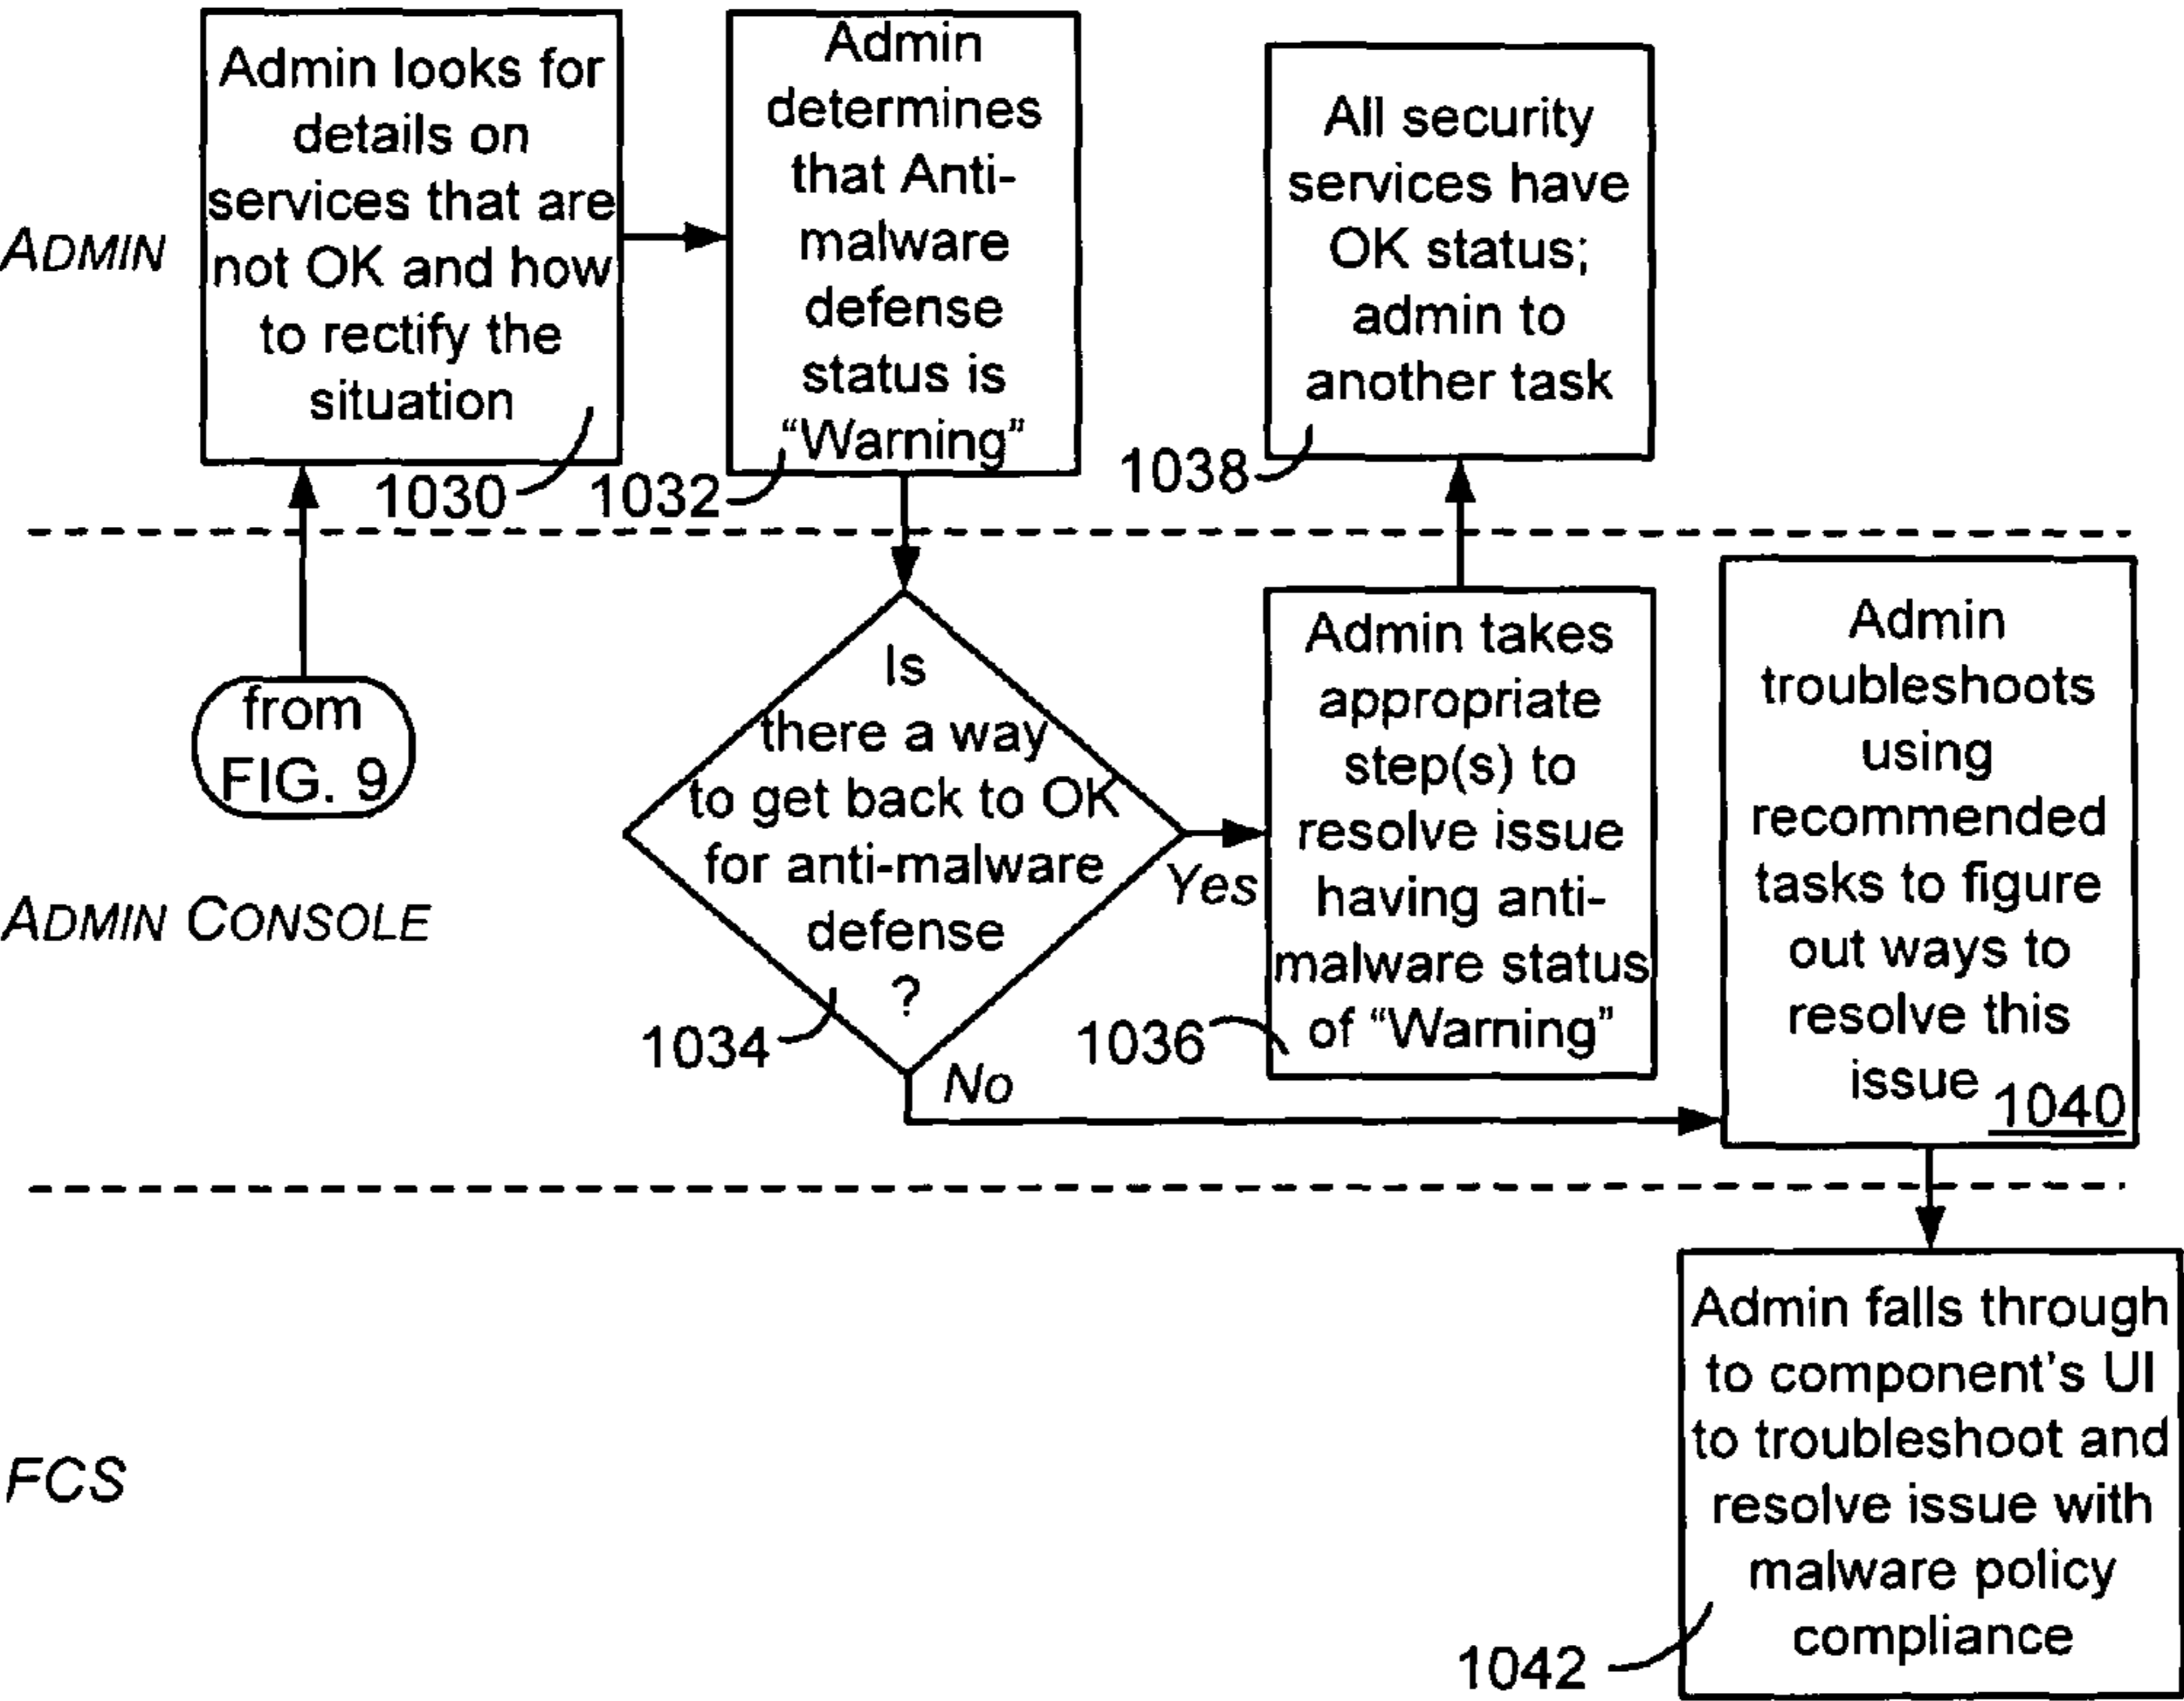 Admin looks for
details on
services that are
not OK and how
to rectify the
situation
1030
Admin
determines
that Anti-
malware
defense
status is
“Warning”
1032
All security
services have
OK status;
admin to
another task
1038
ADMIN
from
FIG. 9
Is
there a way
to get back to OK
for anti-malware
defense
?
1034
Yes
No
Admin takes
appropriate
step(s) to
resolve issue
having anti-
malware status
of “Warning”
1036
Admin
troubleshoots
using
recommended
tasks to figure
out ways to
resolve this
issue
1040
ADMIN CONSOLE
Admin falls through
to component’s UI
to troubleshoot and
resolve issue with
malware policy
compliance
1042
FCS